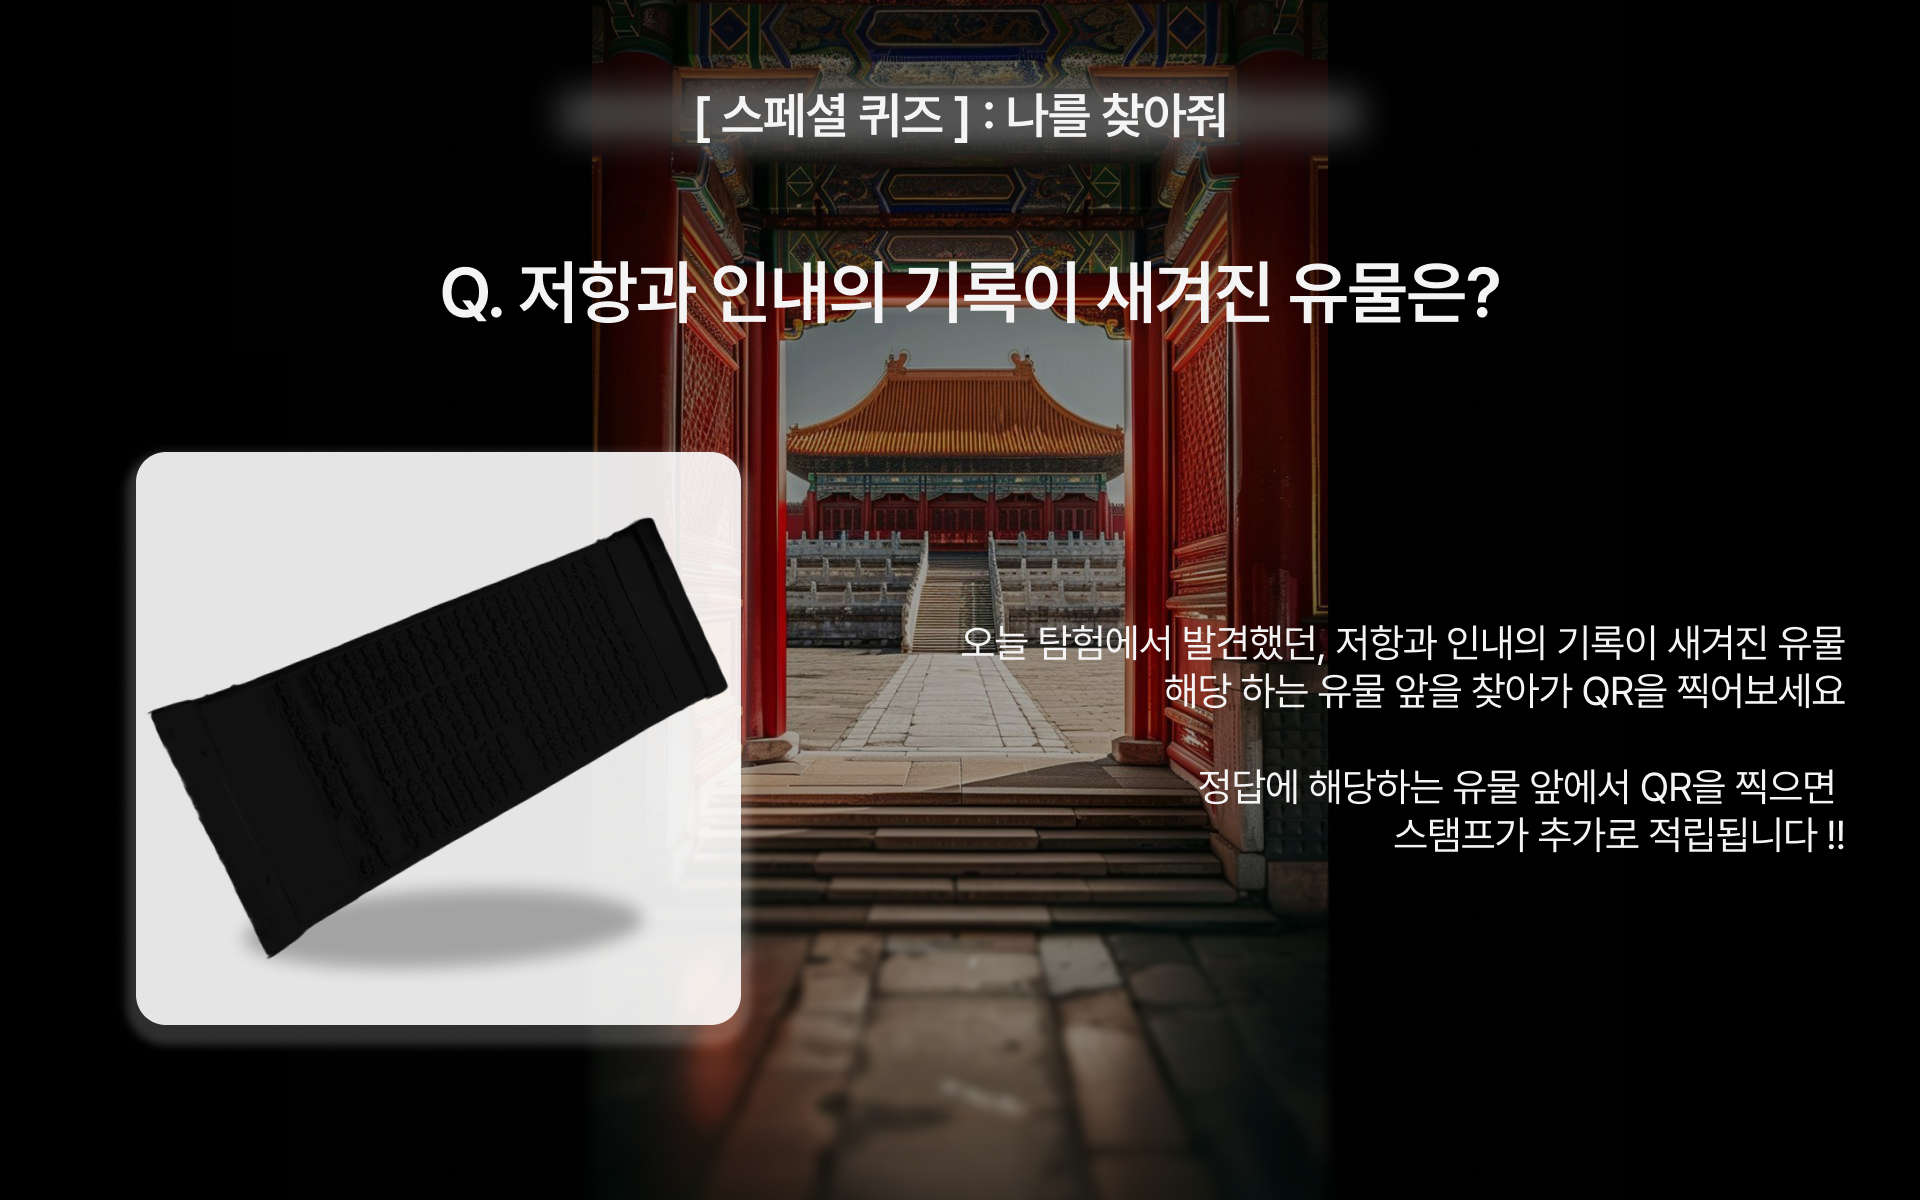 [ 스페셜 퀴즈 ] : 나를 찾아줘
Q. 저항과 인내의 기록이 새겨진 유물은?
오늘 탐험에서 발견했던, 저항과 인내의 기록이 새겨진 유물
해당 하는 유물 앞을 찾아가 QR을 찍어보세요
정답에 해당하는 유물 앞에서 QR을 찍으면
스탬프가 추가로 적립됩니다 !!